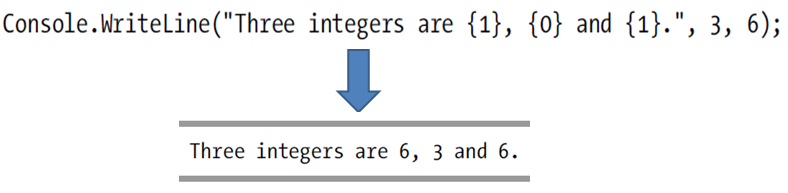 Console.WriteLine("Three integers are {1}, {0} and {1}.", 3, 6);
Three integers are 6, 3 and 6.